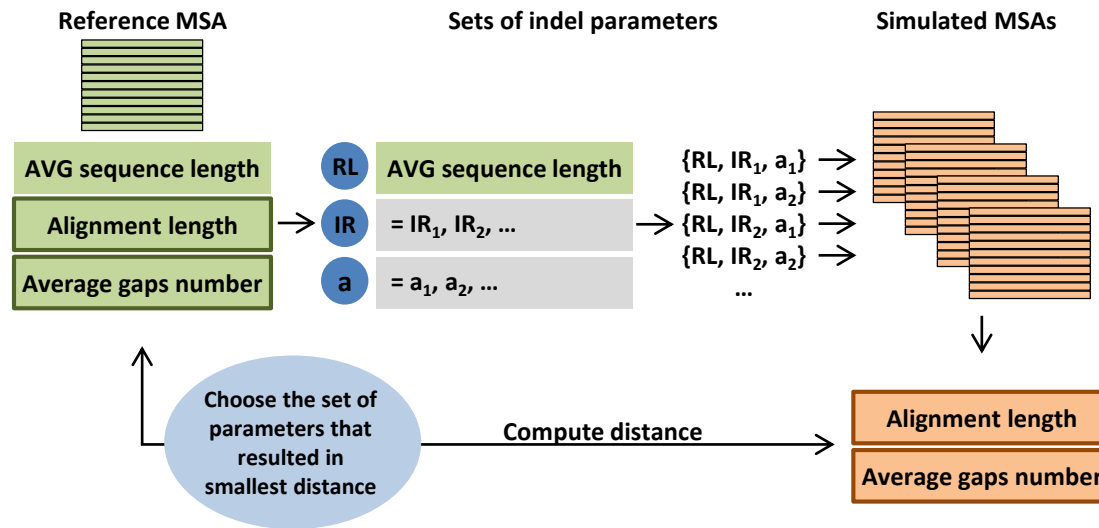 Reference MSA
Sets of indel parameters
Simulated MSAs
AVG sequence length
Alignment length
Average gaps number
RL
AVG sequence length
IR
= IR₁, IR₂, ...
a
= a₁, a₂, ...
{RL, IR₁, a₁}
{RL, IR₁, a₂}
{RL, IR₂, a₁}
{RL, IR₂, a₂}
...
Choose the set of
parameters that
resulted in
smallest distance
Compute distance
Alignment length
Average gaps number